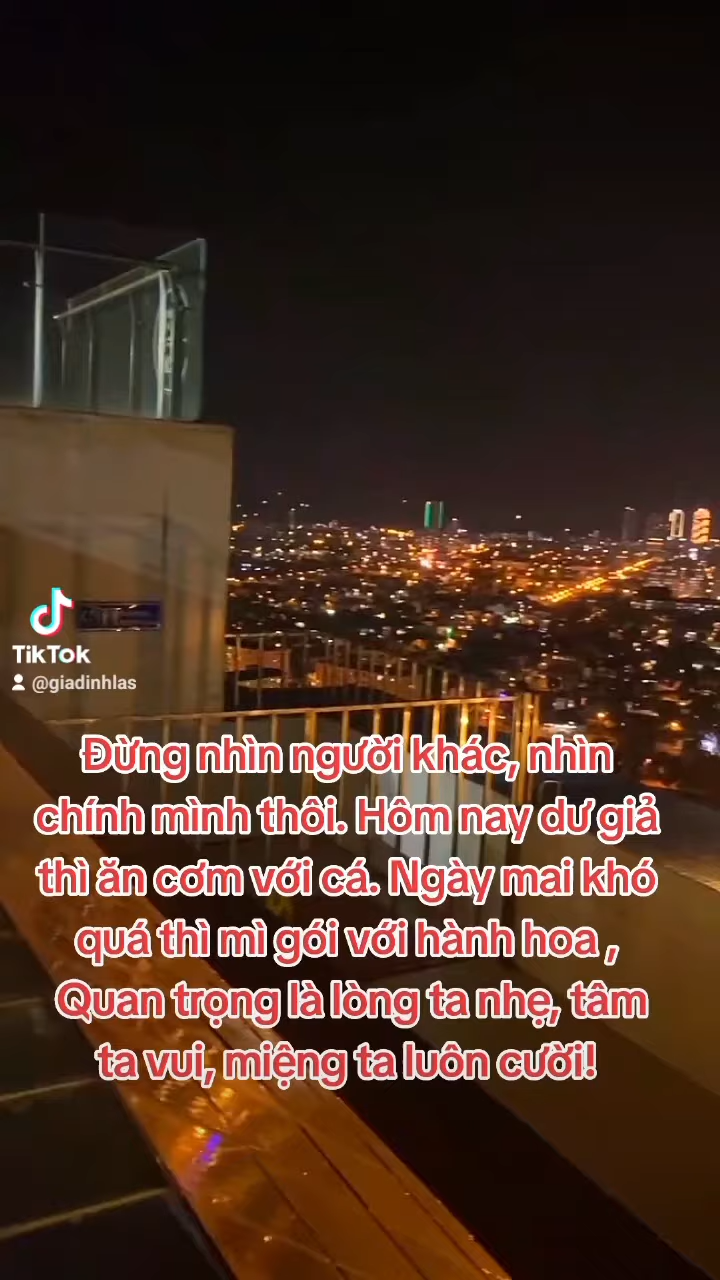 TikTok
@giadinhlas
Đừng nhìn người khác, nhìn
chính mình thôi. Hôm nay dư giả
thì ăn cơm với cá. Ngày mai khó
quá thì mì gói với hành hoa ,
Quan trọng là lòng ta nhẹ, tâm
ta vui, miệng ta luôn cười!